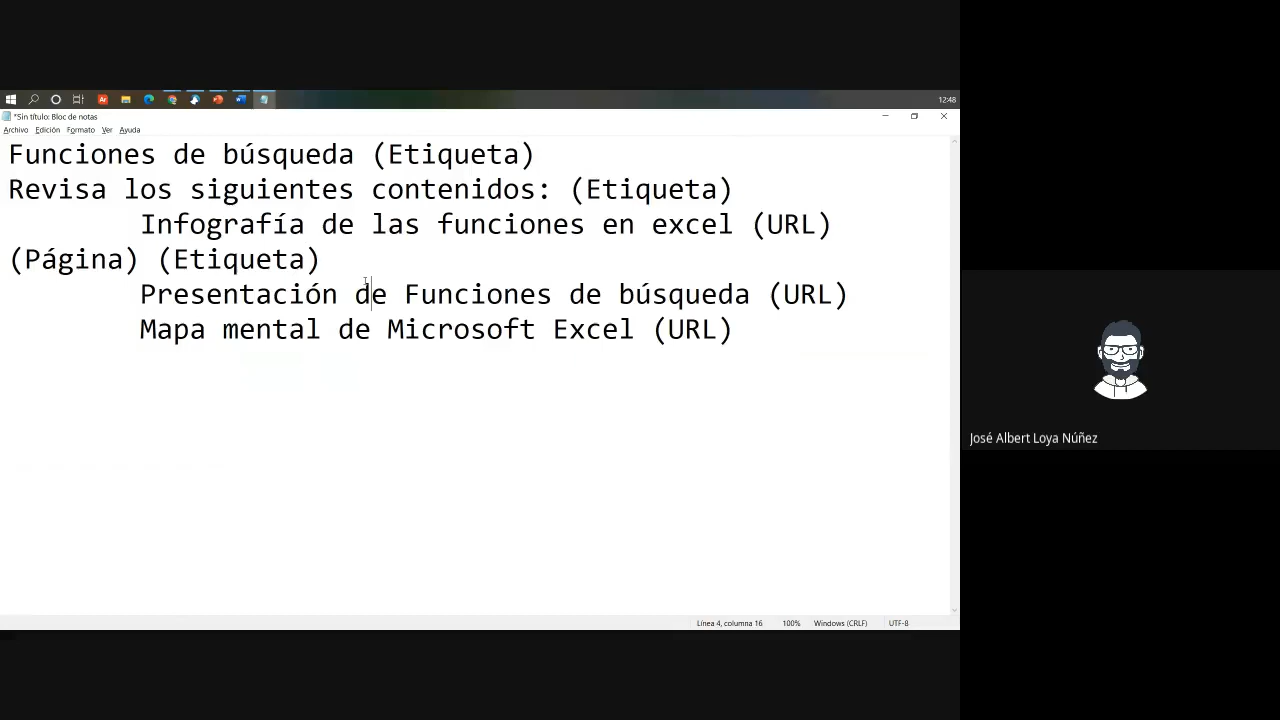 12:48
*Sin título: Bloc de notas
Archivo Edición Formato Ver Ayuda
Funciones de búsqueda (Etiqueta)
Revisa los siguientes contenidos: (Etiqueta)
Infografía de las funciones en excel (URL)
(Página) (Etiqueta)
Presentación de Funciones de búsqueda (URL)
Mapa mental de Microsoft Excel (URL)
Línea 4, columna 16 100% Windows (CRLF) UTF-8
José Albert Loya Núñez